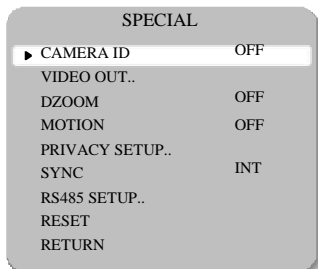 SPECIAL
CAMERA ID OFF
VIDEO OUT..
DZOOM OFF
MOTION OFF
PRIVACY SETUP..
SYNC INT
RS485 SETUP..
RESET
RETURN